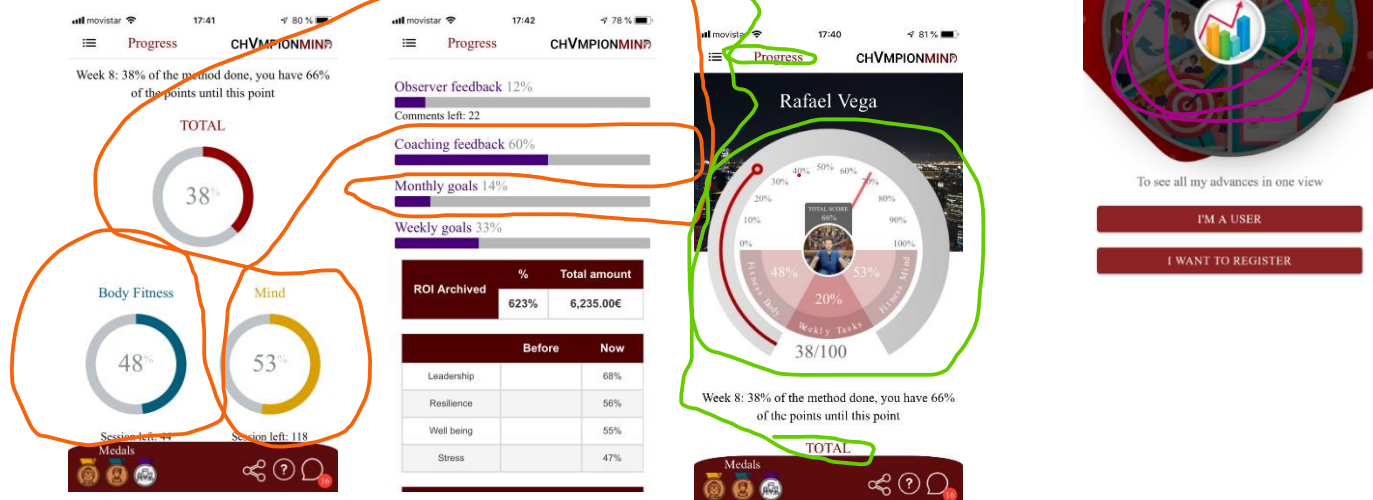 movistar 17:41 80 %
Progress CHVMPIONMIND
Week 8: 38% of the method done, you have 66%
of the points until this point
TOTAL
38%
Body Fitness Mind
48% 53%
Session left: 44 Session left: 118
Medals
16
movistar 17:42 78 %
Progress CHVMPIONMIND
Observer feedback 12%
Comments left: 22
Coaching feedback 60%
Monthly goals 14%
Weekly goals 33%
ROI Archived % Total amount
623% 6,235.00€
Before Now
Leadership 68%
Resilience 56%
Well being 55%
Stress 47%
movistar 17:40 81 %
Progress CHVMPIONMIND
Rafael Vega
0% 10% 20% 30% 40% 50% 60% 70% 80% 90% 100%
TOTAL SCORE
66%
48% 53%
20%
Fitness Body Weekly Tasks Fitness Mind
38/100
Week 8: 38% of the method done, you have 66%
of the points until this point
TOTAL
Medals
16
To see all my advances in one view
I'M A USER
I WANT TO REGISTER